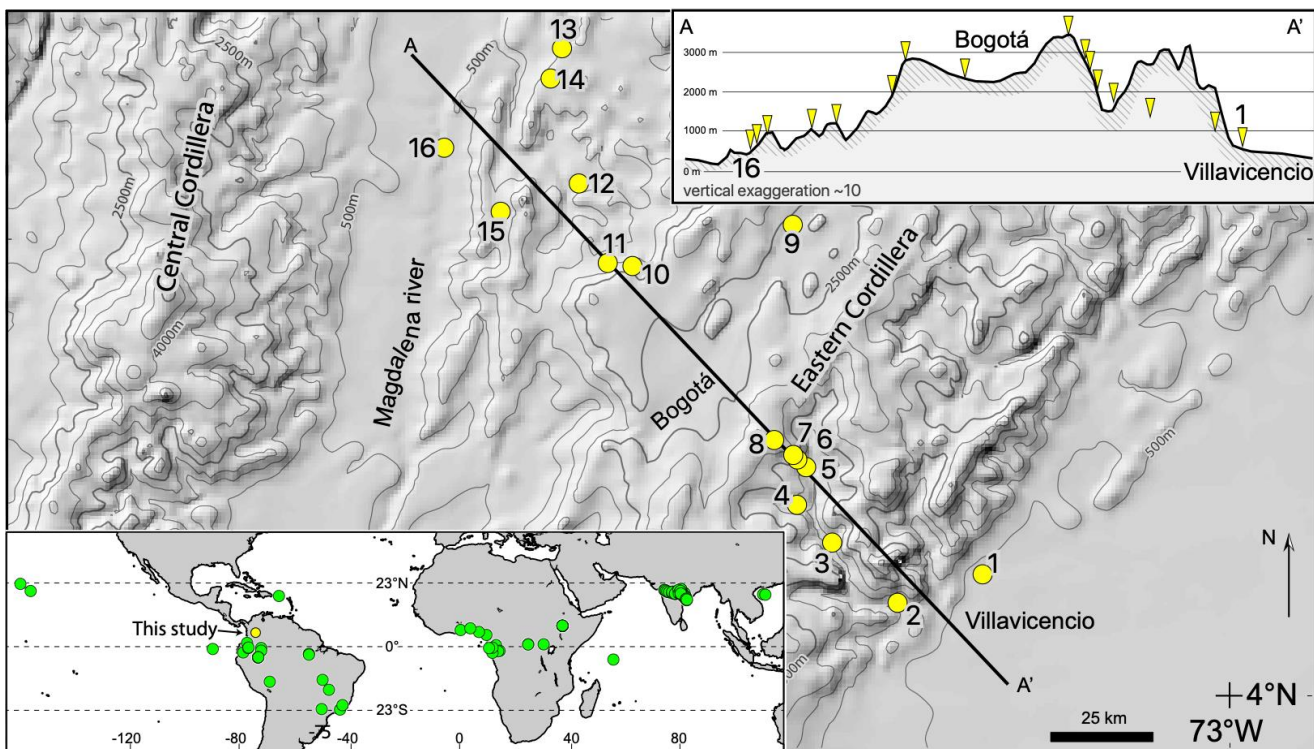 A
13
14
16
12
15
11
10
9
8
7
6
5
4
3
2
1
2500m
2500m
4000m
500m
500m
2500m
500m
Central Cordillera
Magdalena river
Bogotá
Eastern Cordillera
Villavicencio
A'
N
25 km
4°N
73°W
A
A'
Bogotá
3000 m
2000 m
1000 m
0 m
16
1
Villavicencio
vertical exaggeration ~10
This study
23°N
0°
23°S
-120
-80
-40
0
40
80